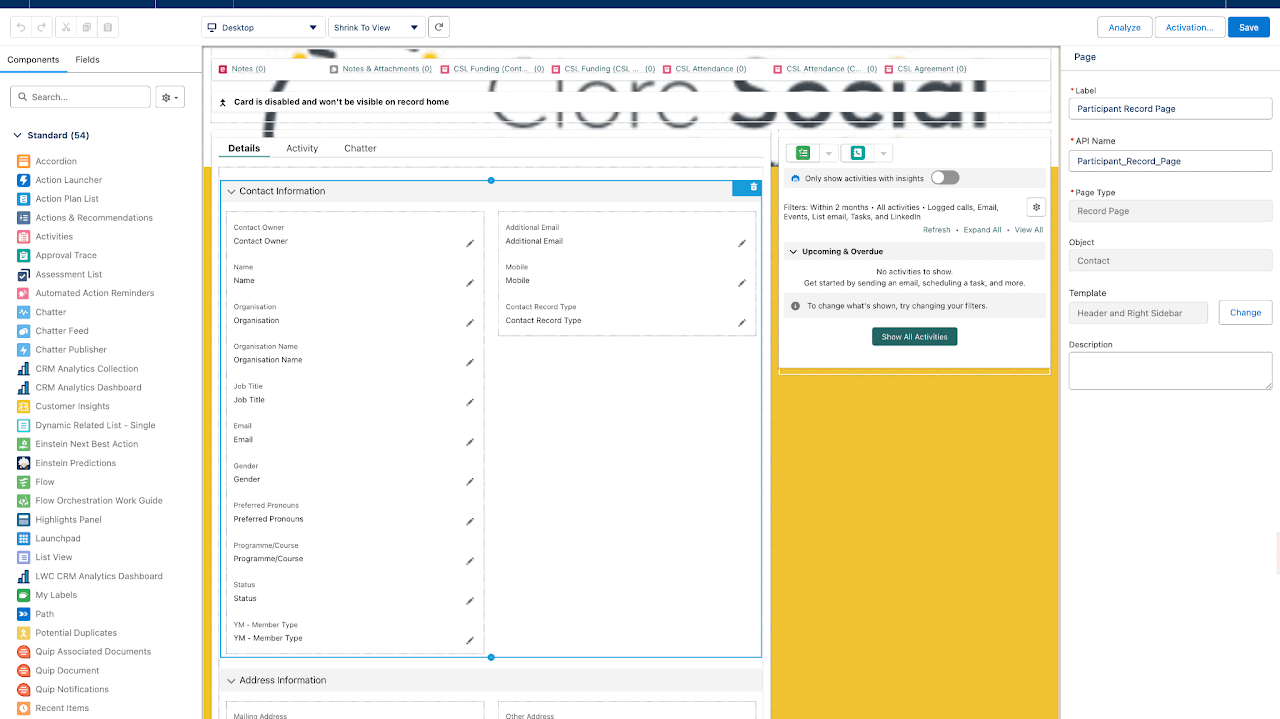 Desktop
Shrink To View
Analyze
Activation...
Save
Components
Fields
Search...
Standard (54)
Accordion
Action Launcher
Action Plan List
Actions & Recommendations
Activities
Approval Trace
Assessment List
Automated Action Reminders
Chatter
Chatter Feed
Chatter Publisher
CRM Analytics Collection
CRM Analytics Dashboard
Customer Insights
Dynamic Related List - Single
Einstein Next Best Action
Einstein Predictions
Flow
Flow Orchestration Work Guide
Highlights Panel
Launchpad
List View
LWC CRM Analytics Dashboard
My Labels
Path
Potential Duplicates
Quip Associated Documents
Quip Document
Quip Notifications
Recent Items
Notes (0)
Notes & Attachments (0)
CSL Funding (Cont... (0)
CSL Funding (CSL ... (0)
CSL Attendance (0)
CSL Attendance (C... (0)
CSL Agreement (0)
Card is disabled and won't be visible on record home
Clore Social
Details
Activity
Chatter
Contact Information
Contact Owner
Contact Owner
Name
Name
Organisation
Organisation
Organisation Name
Organisation Name
Job Title
Job Title
Email
Email
Gender
Gender
Preferred Pronouns
Preferred Pronouns
Programme/Course
Programme/Course
Status
Status
YM - Member Type
YM - Member Type
Additional Email
Additional Email
Mobile
Mobile
Contact Record Type
Contact Record Type
Address Information
Mailing Address
Other Address
Only show activities with insights
Filters: Within 2 months • All activities • Logged calls, Email,
Events, List email, Tasks, and LinkedIn
Refresh • Expand All • View All
Upcoming & Overdue
No activities to show.
Get started by sending an email, scheduling a task, and more.
To change what's shown, try changing your filters.
Show All Activities
Page
* Label
Participant Record Page
* API Name
Participant_Record_Page
* Page Type
Record Page
Object
Contact
Template
Header and Right Sidebar
Change
Description